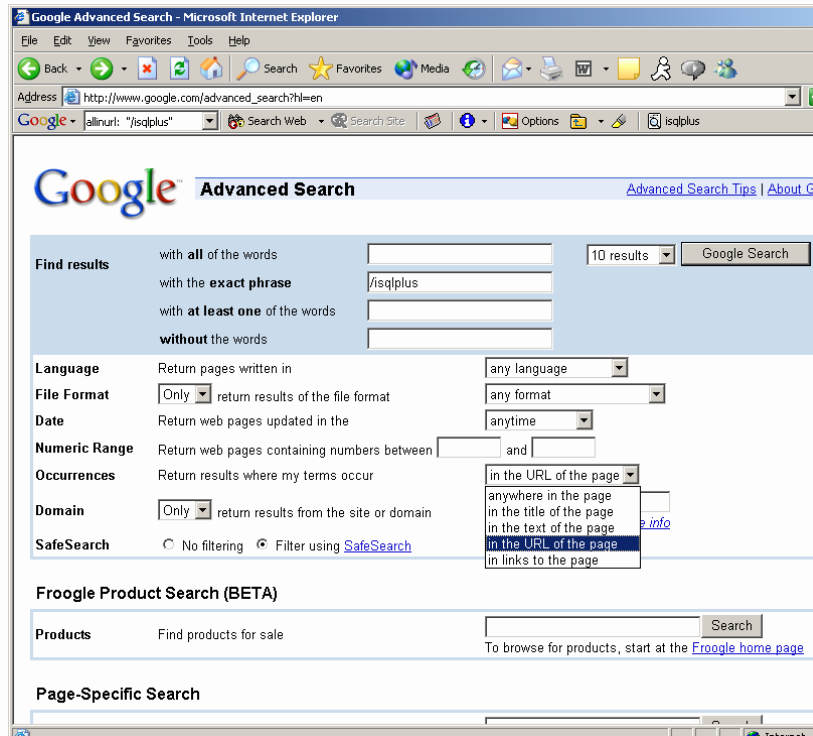 Google Advanced Search - Microsoft Internet Explorer
File Edit View Favorites Tools Help
Back Search Favorites Media
Address http://www.google.com/advanced_search?hl=en
Google allinurl: "/isqlplus" Search Web Search Site Options isqlplus
Google Advanced Search Advanced Search Tips | About G
Find results with all of the words 10 results Google Search
with the exact phrase /isqlplus
with at least one of the words
without the words
Language Return pages written in any language
File Format Only return results of the file format any format
Date Return web pages updated in the anytime
Numeric Range Return web pages containing numbers between and
Occurrences Return results where my terms occur in the URL of the page
anywhere in the page
Domain Only return results from the site or domain in the title of the page
in the text of the page e info
SafeSearch No filtering Filter using SafeSearch in the URL of the page
in links to the page
Froogle Product Search (BETA)
Products Find products for sale Search
To browse for products, start at the Froogle home page
Page-Specific Search